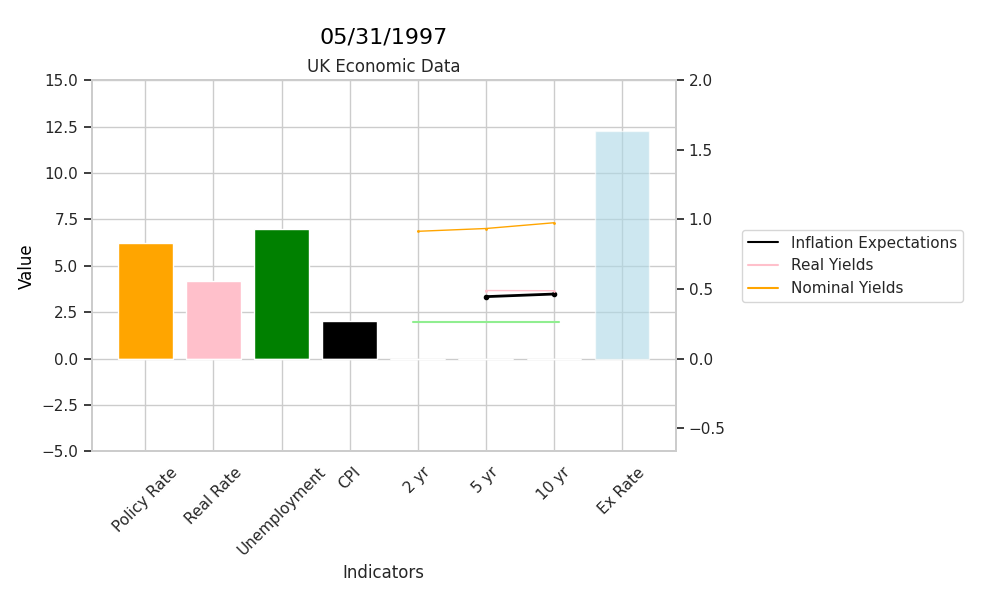 05/31/1997
UK Economic Data
15.0
12.5
10.0
7.5
5.0
2.5
0.0
−2.5
−5.0
Value
2.0
1.5
1.0
0.5
0.0
−0.5
Inflation Expectations
Real Yields
Nominal Yields
Policy Rate
Real Rate
Unemployment
CPI
2 yr
5 yr
10 yr
Ex Rate
Indicators